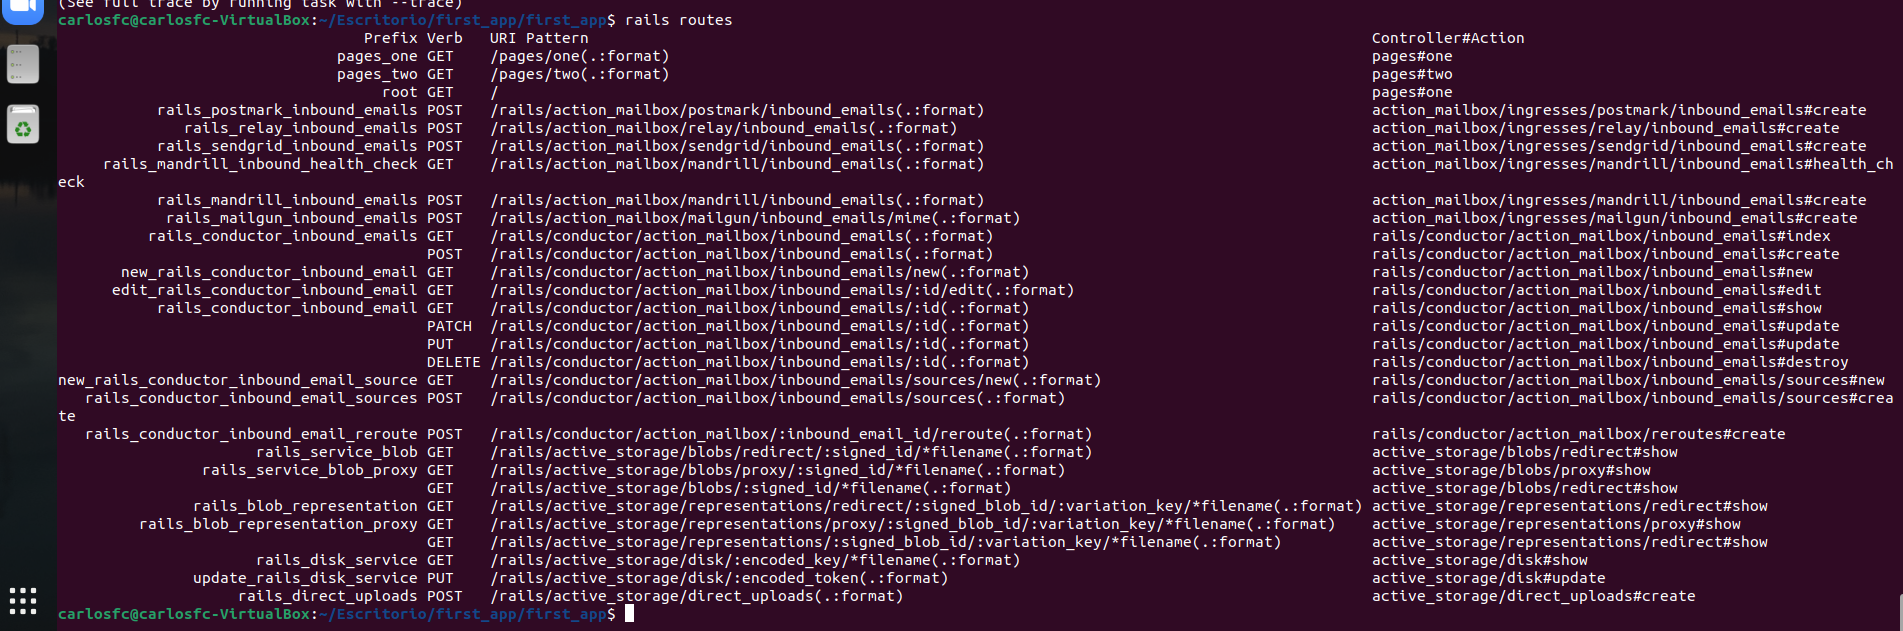 (See full trace by running task with --trace)
carlosfc@carlosfc-VirtualBox:~/Escritorio/first_app/first_app$ rails routes
Prefix Verb URI Pattern Controller#Action
pages_one GET /pages/one(.:format) pages#one
pages_two GET /pages/two(.:format) pages#two
root GET / pages#one
rails_postmark_inbound_emails POST /rails/action_mailbox/postmark/inbound_emails(.:format) action_mailbox/ingresses/postmark/inbound_emails#create
rails_relay_inbound_emails POST /rails/action_mailbox/relay/inbound_emails(.:format) action_mailbox/ingresses/relay/inbound_emails#create
rails_sendgrid_inbound_emails POST /rails/action_mailbox/sendgrid/inbound_emails(.:format) action_mailbox/ingresses/sendgrid/inbound_emails#create
rails_mandrill_inbound_health_check GET /rails/action_mailbox/mandrill/inbound_emails(.:format) action_mailbox/ingresses/mandrill/inbound_emails#health_ch
eck
rails_mandrill_inbound_emails POST /rails/action_mailbox/mandrill/inbound_emails(.:format) action_mailbox/ingresses/mandrill/inbound_emails#create
rails_mailgun_inbound_emails POST /rails/action_mailbox/mailgun/inbound_emails/mime(.:format) action_mailbox/ingresses/mailgun/inbound_emails#create
rails_conductor_inbound_emails GET /rails/conductor/action_mailbox/inbound_emails(.:format) rails/conductor/action_mailbox/inbound_emails#index
POST /rails/conductor/action_mailbox/inbound_emails(.:format) rails/conductor/action_mailbox/inbound_emails#create
new_rails_conductor_inbound_email GET /rails/conductor/action_mailbox/inbound_emails/new(.:format) rails/conductor/action_mailbox/inbound_emails#new
edit_rails_conductor_inbound_email GET /rails/conductor/action_mailbox/inbound_emails/:id/edit(.:format) rails/conductor/action_mailbox/inbound_emails#edit
rails_conductor_inbound_email GET /rails/conductor/action_mailbox/inbound_emails/:id(.:format) rails/conductor/action_mailbox/inbound_emails#show
PATCH /rails/conductor/action_mailbox/inbound_emails/:id(.:format) rails/conductor/action_mailbox/inbound_emails#update
PUT /rails/conductor/action_mailbox/inbound_emails/:id(.:format) rails/conductor/action_mailbox/inbound_emails#update
DELETE /rails/conductor/action_mailbox/inbound_emails/:id(.:format) rails/conductor/action_mailbox/inbound_emails#destroy
new_rails_conductor_inbound_email_source GET /rails/conductor/action_mailbox/inbound_emails/sources/new(.:format) rails/conductor/action_mailbox/inbound_emails/sources#new
rails_conductor_inbound_email_sources POST /rails/conductor/action_mailbox/inbound_emails/sources(.:format) rails/conductor/action_mailbox/inbound_emails/sources#crea
te
rails_conductor_inbound_email_reroute POST /rails/conductor/action_mailbox/:inbound_email_id/reroute(.:format) rails/conductor/action_mailbox/reroutes#create
rails_service_blob GET /rails/active_storage/blobs/redirect/:signed_id/*filename(.:format) active_storage/blobs/redirect#show
rails_service_blob_proxy GET /rails/active_storage/blobs/proxy/:signed_id/*filename(.:format) active_storage/blobs/proxy#show
GET /rails/active_storage/blobs/:signed_id/*filename(.:format) active_storage/blobs/redirect#show
rails_blob_representation GET /rails/active_storage/representations/redirect/:signed_blob_id/:variation_key/*filename(.:format) active_storage/representations/redirect#show
rails_blob_representation_proxy GET /rails/active_storage/representations/proxy/:signed_blob_id/:variation_key/*filename(.:format) active_storage/representations/proxy#show
GET /rails/active_storage/representations/:signed_blob_id/:variation_key/*filename(.:format) active_storage/representations/redirect#show
rails_disk_service GET /rails/active_storage/disk/:encoded_key/*filename(.:format) active_storage/disk#show
update_rails_disk_service PUT /rails/active_storage/disk/:encoded_token(.:format) active_storage/disk#update
rails_direct_uploads POST /rails/active_storage/direct_uploads(.:format) active_storage/direct_uploads#create
carlosfc@carlosfc-VirtualBox:~/Escritorio/first_app/first_app$